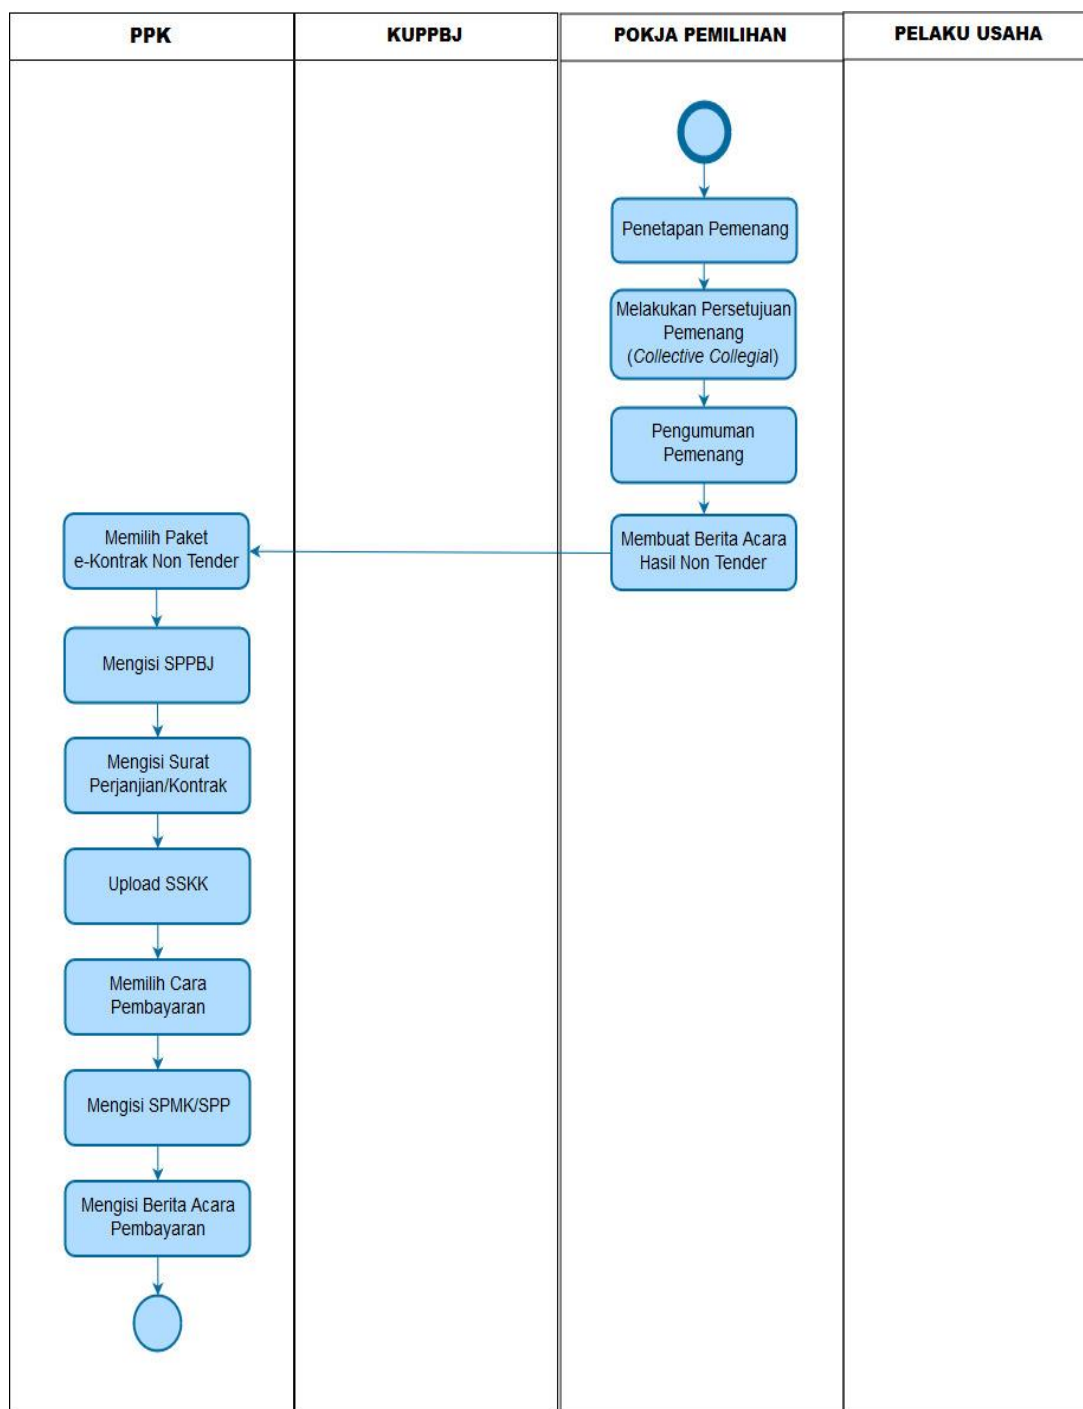 PPK
KUPPBJ
POKJA PEMILIHAN
PELAKU USAHA
Penetapan Pemenang
Melakukan Persetujuan
Pemenang
(Collective Collegial)
Pengumuman
Pemenang
Membuat Berita Acara
Hasil Non Tender
Memilih Paket
e-Kontrak Non Tender
Mengisi SPPBJ
Mengisi Surat
Perjanjian/Kontrak
Upload SSKK
Memilih Cara
Pembayaran
Mengisi SPMK/SPP
Mengisi Berita Acara
Pembayaran